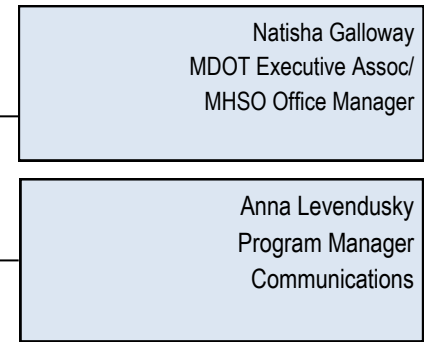 Natisha Galloway
MDOT Executive Assoc/
MHSO Office Manager
Anna Levendusky
Program Manager
Communications